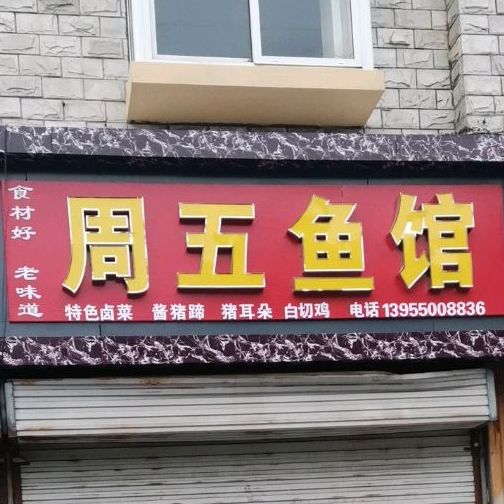 食材好 老味道
周五鱼馆
特色卤菜 酱猪蹄 猪耳朵 白切鸡 电话13955008836